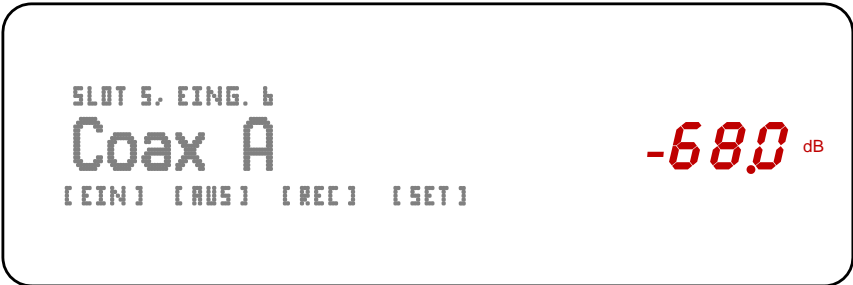 SLOT 5, EING. 6
Coax A
-68.0 dB
[EIN] [AUS] [REC] [SET]